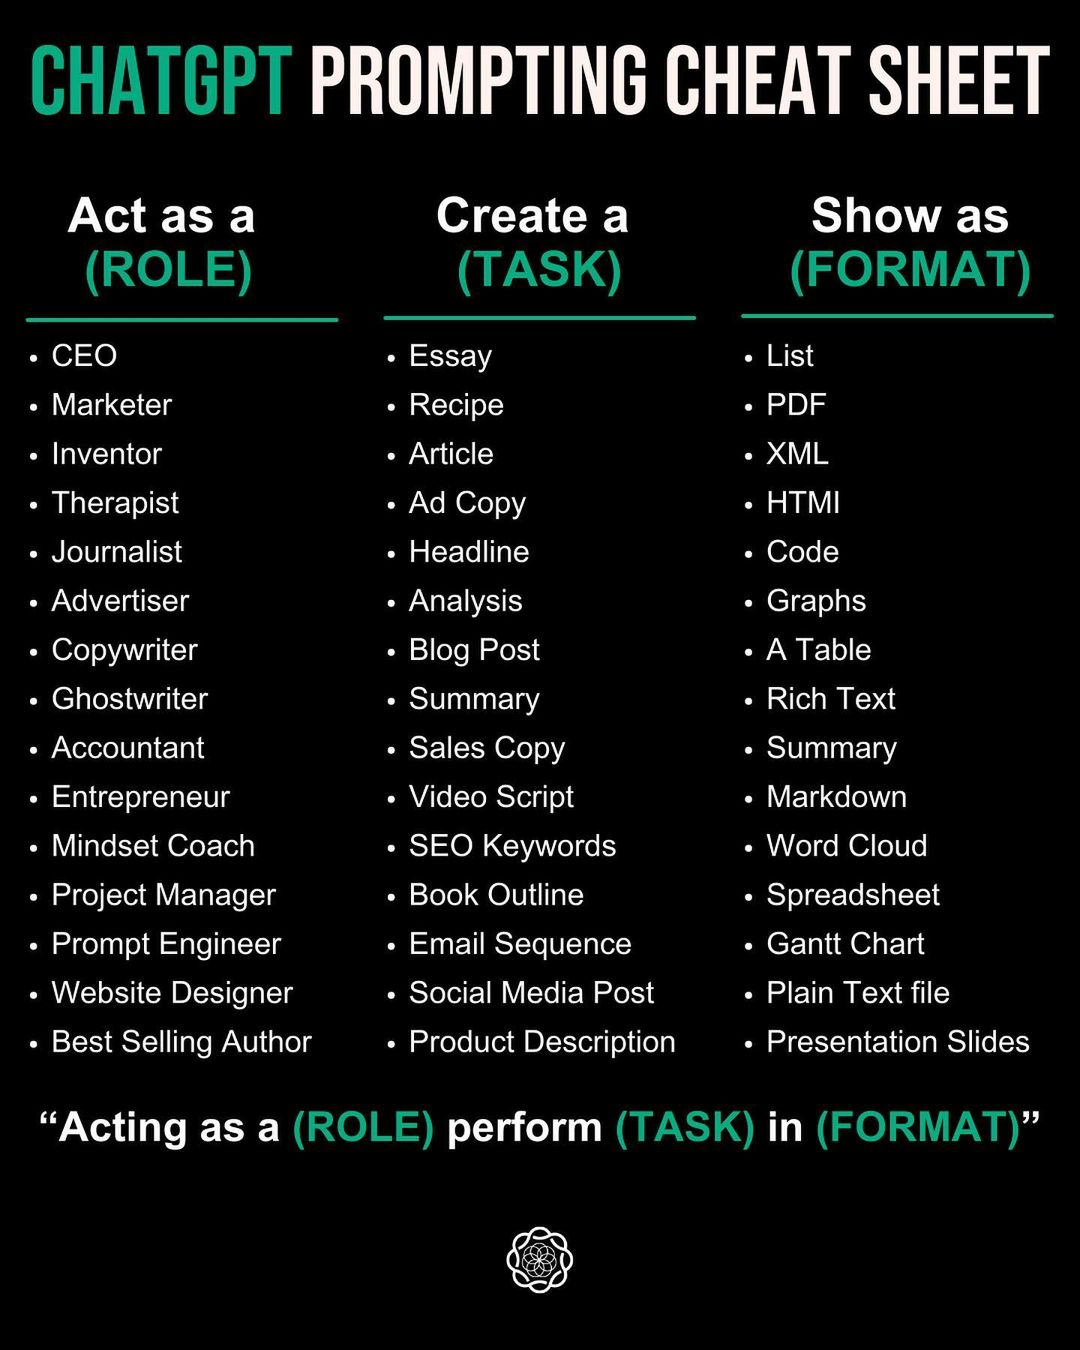 CHATGPT PROMPTING CHEAT SHEET
Act as a
(ROLE)
CEO
Marketer
Inventor
Therapist
Journalist
Advertiser
Copywriter
Ghostwriter
Accountant
Entrepreneur
Mindset Coach
Project Manager
Prompt Engineer
Website Designer
Best Selling Author
Create a
(TASK)
Essay
Recipe
Article
Ad Copy
Headline
Analysis
Blog Post
Summary
Sales Copy
Video Script
SEO Keywords
Book Outline
Email Sequence
Social Media Post
Product Description
Show as
(FORMAT)
List
PDF
XML
HTMI
Code
Graphs
A Table
Rich Text
Summary
Markdown
Word Cloud
Spreadsheet
Gantt Chart
Plain Text file
Presentation Slides
“Acting as a (ROLE) perform (TASK) in (FORMAT)”